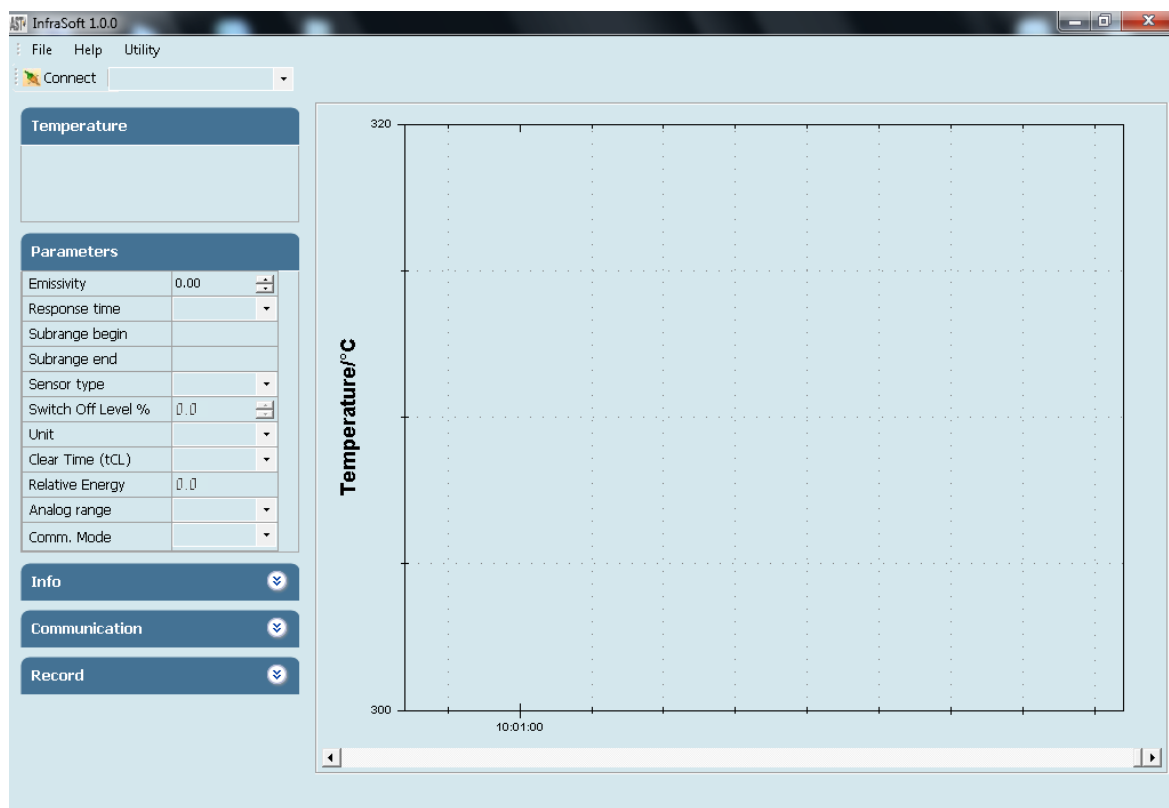 AST InfraSoft 1.0.0
File Help Utility
Connect
Temperature
Parameters
Emissivity 0.00
Response time
Subrange begin
Subrange end
Sensor type
Switch Off Level % 0.0
Unit
Clear Time (tCL)
Relative Energy 0.0
Analog range
Comm. Mode
Info
Communication
Record
320
Temperature/°C
300
10:01:00